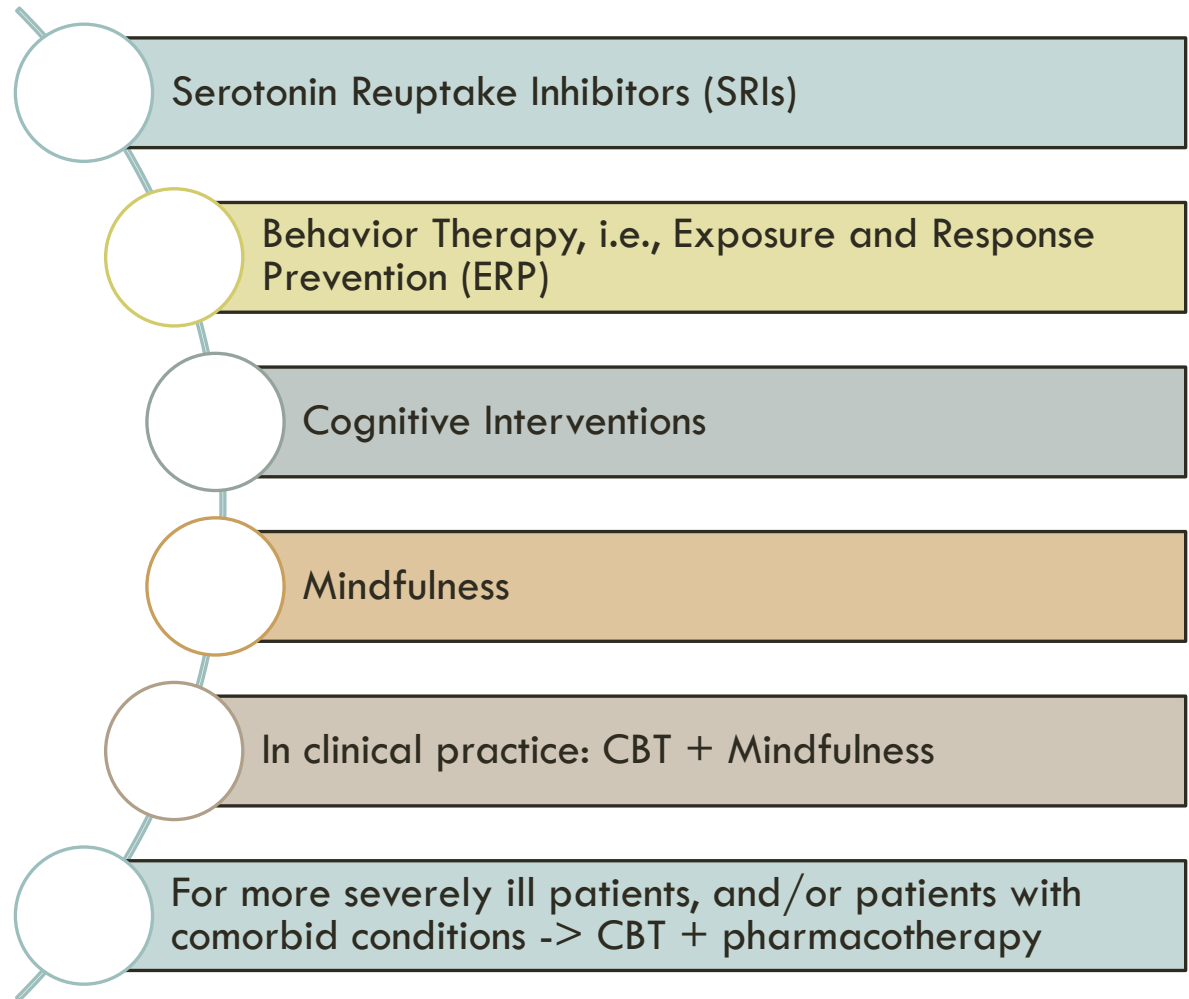 Serotonin Reuptake Inhibitors (SRIs)
Behavior Therapy, i.e., Exposure and Response
Prevention (ERP)
Cognitive Interventions
Mindfulness
In clinical practice: CBT + Mindfulness
For more severely ill patients, and/or patients with
comorbid conditions -> CBT + pharmacotherapy